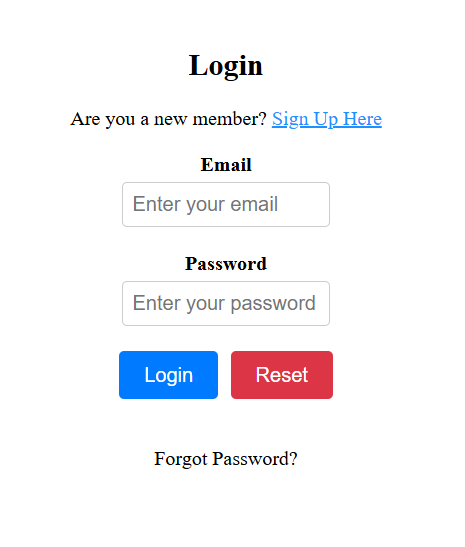 Login
Are you a new member? Sign Up Here
Email
Enter your email
Password
Enter your password
Login Reset
Forgot Password?